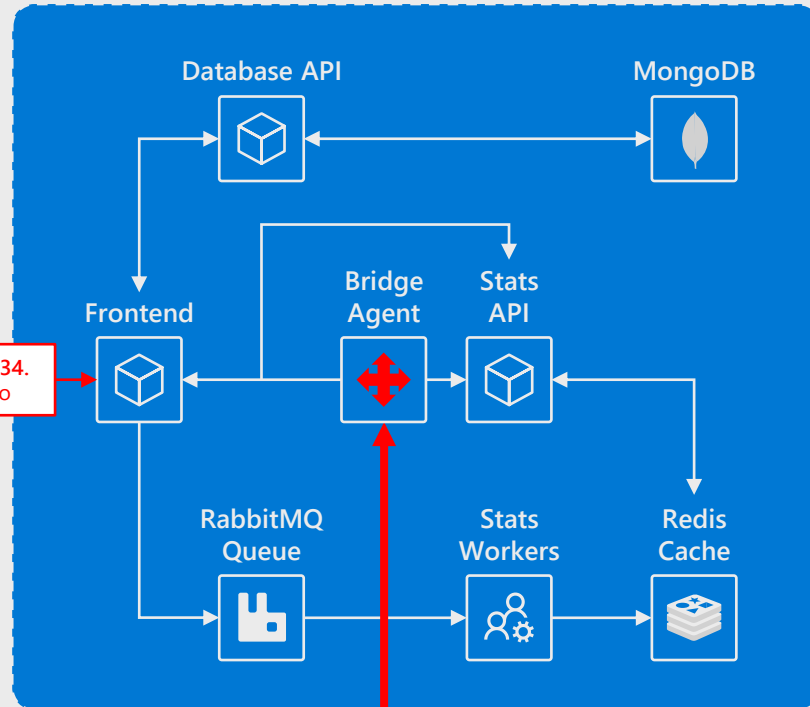 Database API
MongoDB
Bridge
Agent
Stats
API
Frontend
34.
o
RabbitMQ
Queue
Stats
Workers
Redis
Cache